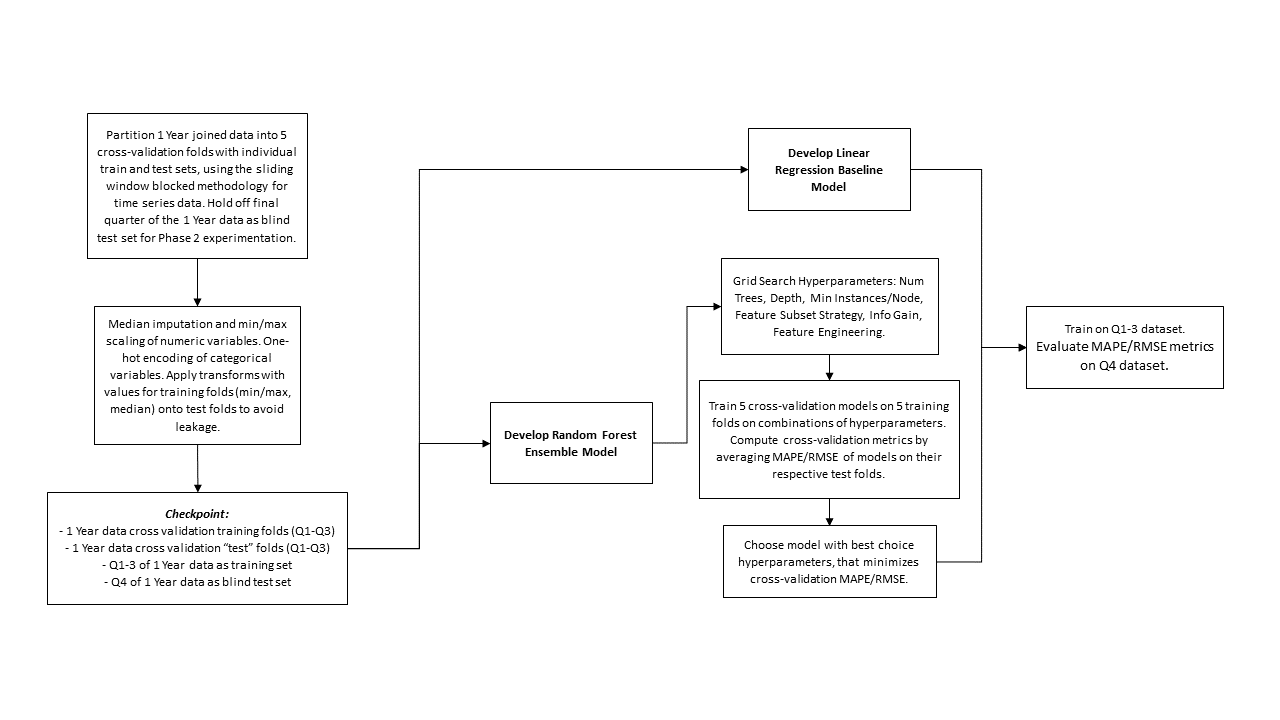 Partition 1 Year joined data into 5
cross-validation folds with individual
train and test sets, using the sliding
window blocked methodology for
time series data. Hold off final
quarter of the 1 Year data as blind
test set for Phase 2 experimentation.
Median imputation and min/max
scaling of numeric variables. One-
hot encoding of categorical
variables. Apply transforms with
values for training folds (min/max,
median) onto test folds to avoid
leakage.
Checkpoint:
- 1 Year data cross validation training folds (Q1-Q3)
- 1 Year data cross validation “test” folds (Q1-Q3)
- Q1-3 of 1 Year data as training set
- Q4 of 1 Year data as blind test set
Develop Linear
Regression Baseline
Model
Develop Random Forest
Ensemble Model
Grid Search Hyperparameters: Num
Trees, Depth, Min Instances/Node,
Feature Subset Strategy, Info Gain,
Feature Engineering.
Train 5 cross-validation models on 5 training
folds on combinations of hyperparameters.
Compute cross-validation metrics by
averaging MAPE/RMSE of models on their
respective test folds.
Choose model with best choice
hyperparameters, that minimizes
cross-validation MAPE/RMSE.
Train on Q1-3 dataset.
Evaluate MAPE/RMSE metrics
on Q4 dataset.